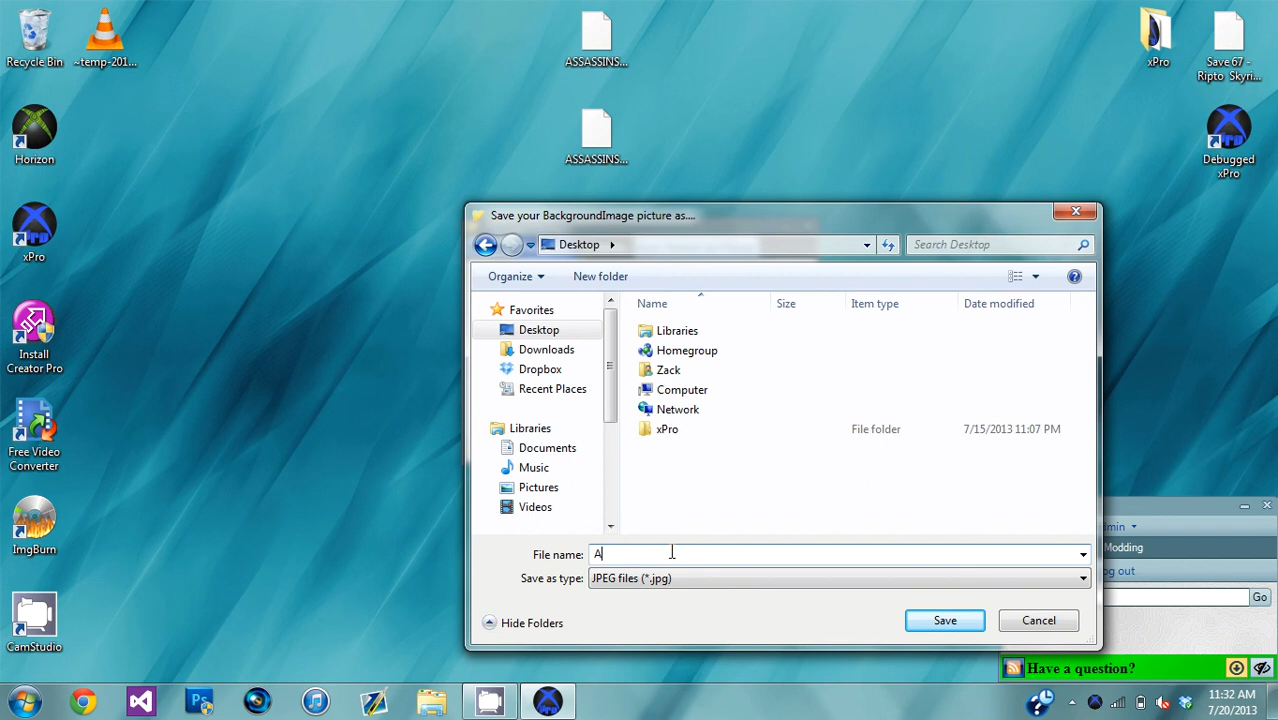 Recycle Bin
~temp-201...
ASSASSINS...
xPro
Save 67 -
Ripto Skyri...
Horizon
ASSASSINS...
Debugged
xPro
xPro
Install
Creator Pro
Free Video
Converter
ImgBurn
CamStudio
Save your BackgroundImage picture as....
Desktop
Search Desktop
Organize
New folder
Favorites
Desktop
Downloads
Dropbox
Recent Places
Libraries
Documents
Music
Pictures
Videos
Name Size Item type Date modified
Libraries
Homegroup
Zack
Computer
Network
xPro File folder 7/15/2013 11:07 PM
File name: A
Save as type: JPEG files (*.jpg)
Hide Folders
Save
Cancel
Modding
Go
Have a question?
Ps
11:32 AM
7/20/2013